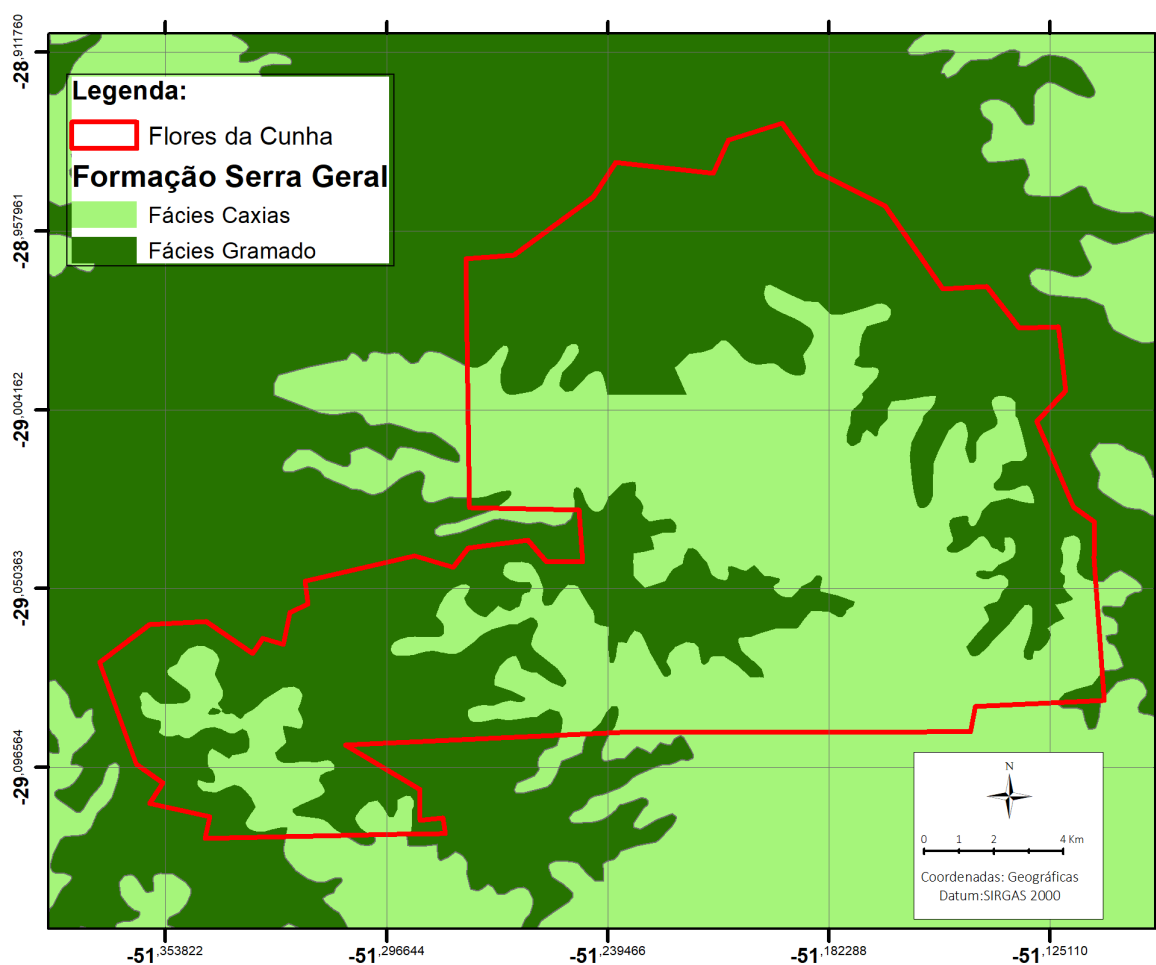 Legenda:
Flores da Cunha
Formação Serra Geral
Fácies Caxias
Fácies Gramado
-28,911760
-28,957961
-29,004162
-29,050363
-29,096564
N
0 1 2 4 Km
Coordenadas: Geográficas
Datum:SIRGAS 2000
-51,353822 -51,296644 -51,239466 -51,182288 -51,125110